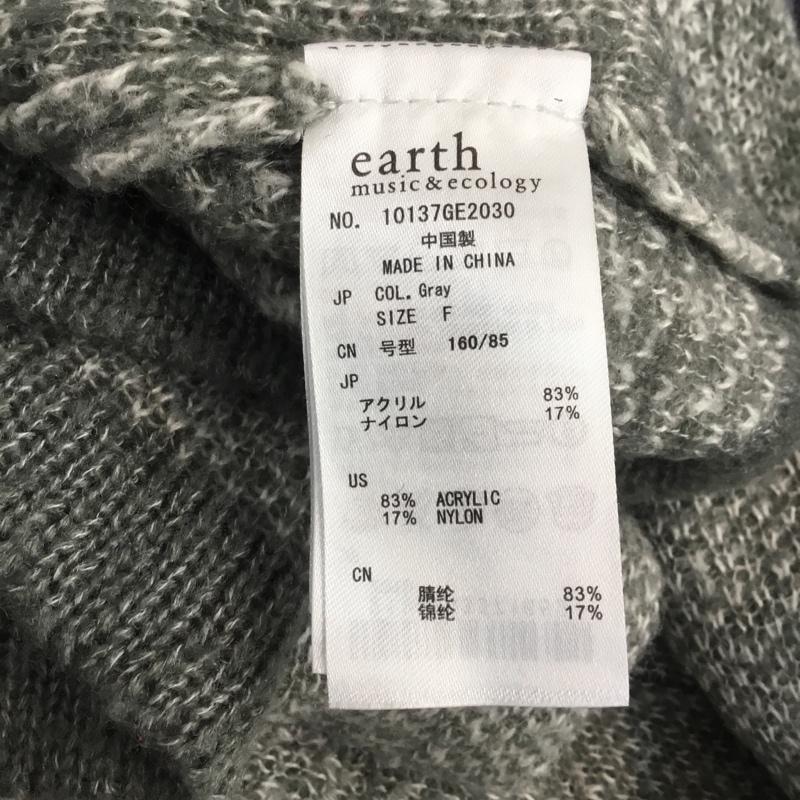 earth
music&ecology
NO. 10137GE2030
中国製
MADE IN CHINA
JP COL. Gray
SIZE F
CN 号型 160/85
JP
アクリル 83%
ナイロン 17%
US
83% ACRYLIC
17% NYLON
CN
腈纶 83%
锦纶 17%